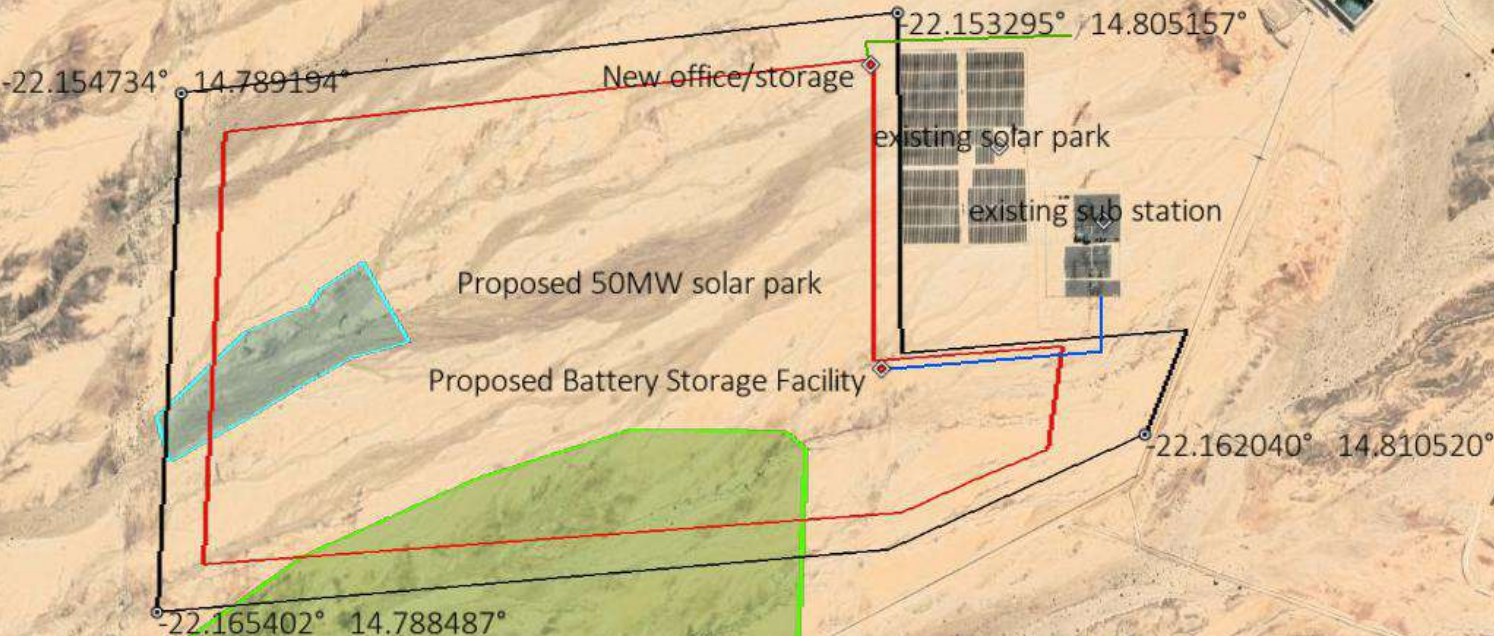 -22.153295° 14.805157°
-22.154734° 14.789194°
New office/storage
existing solar park
existing sub station
Proposed 50MW solar park
Proposed Battery Storage Facility
-22.162040° 14.810520°
-22.165402° 14.788487°